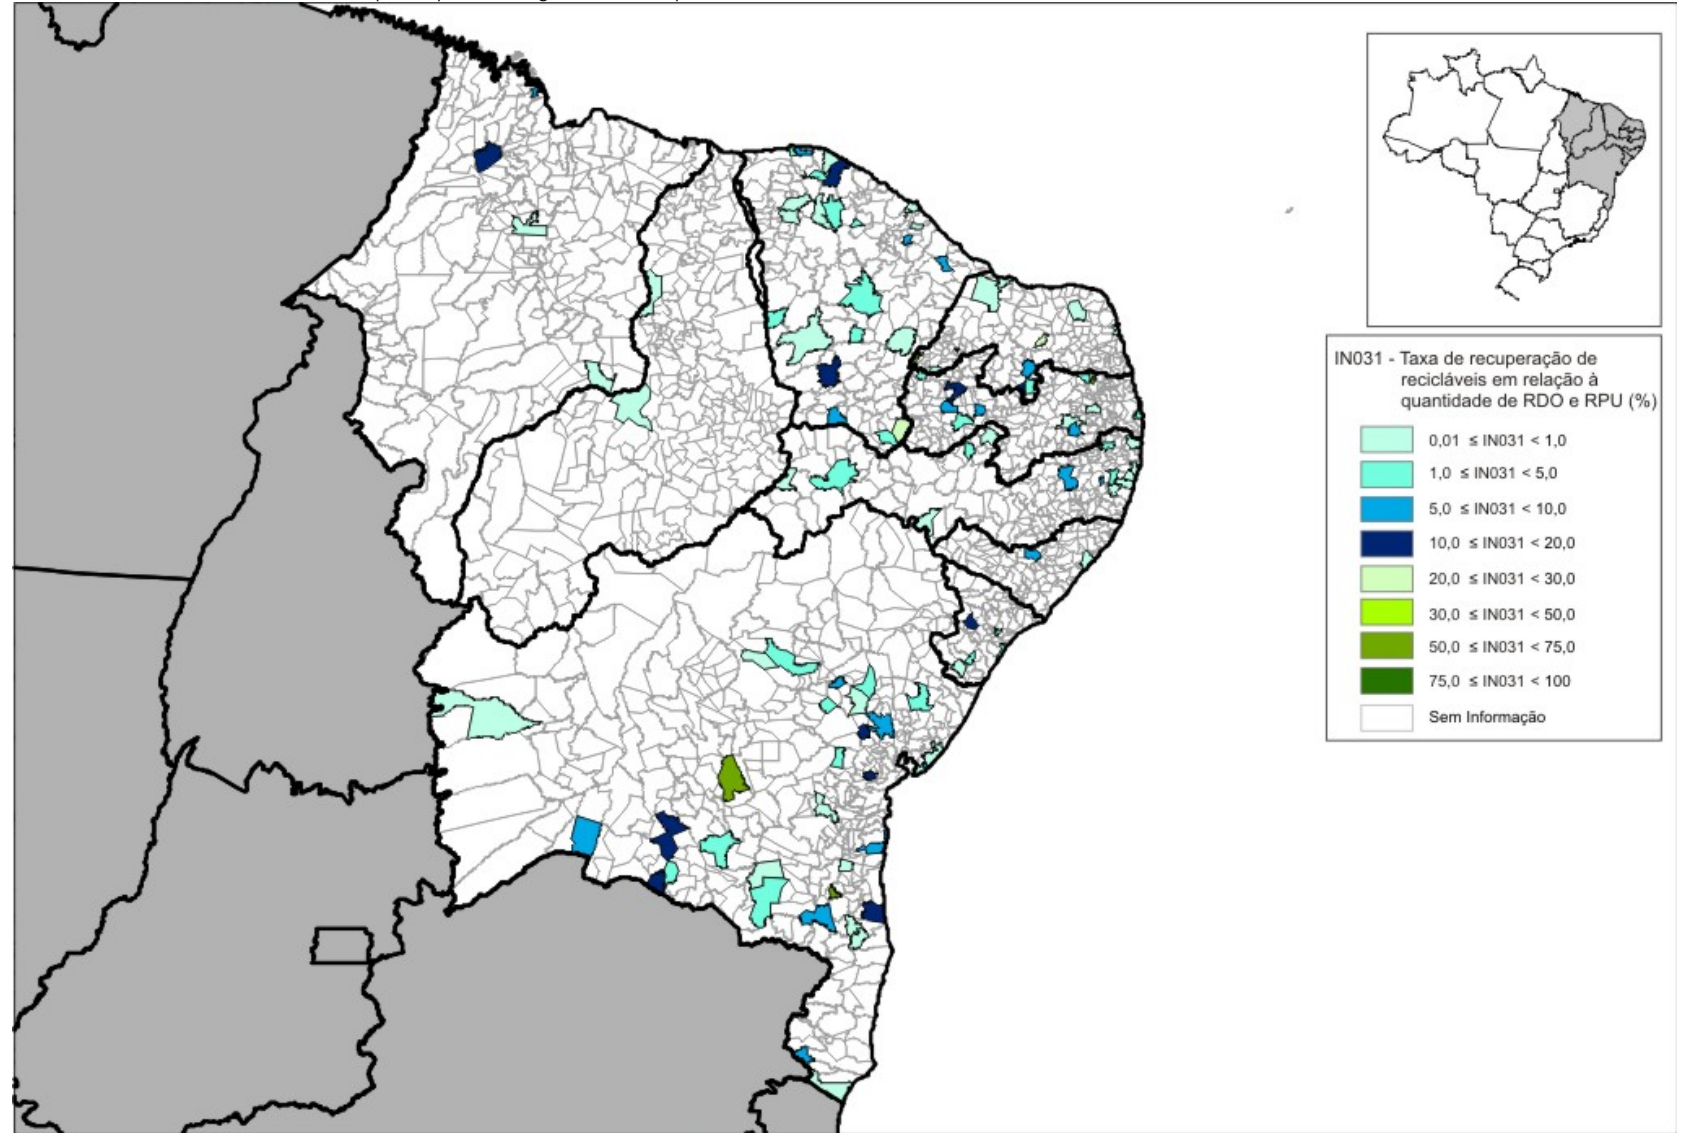 IN031 - Taxa de recuperação de
recicláveis em relação à
quantidade de RDO e RPU (%)
0,01 ≤ IN031 < 1,0
1,0 ≤ IN031 < 5,0
5,0 ≤ IN031 < 10,0
10,0 ≤ IN031 < 20,0
20,0 ≤ IN031 < 30,0
30,0 ≤ IN031 < 50,0
50,0 ≤ IN031 < 75,0
75,0 ≤ IN031 < 100
Sem Informação